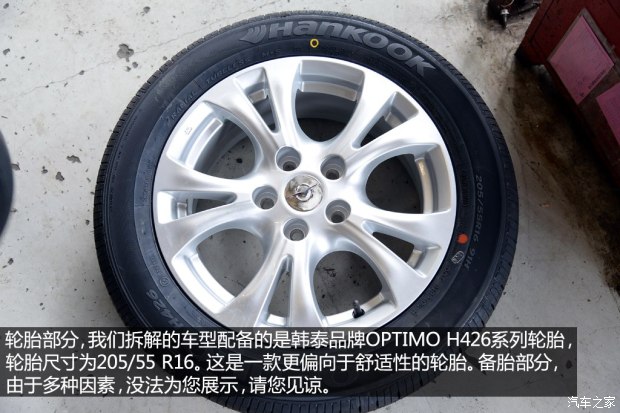 Hankook
205/55R16 91H
轮胎部分，我们拆解的车型配备的是韩泰品牌OPTIMO H426系列轮胎，
轮胎尺寸为205/55 R16。这是一款更偏向于舒适性的轮胎。备胎部分，
由于多种因素，没法为您展示，请您见谅。
汽车之家